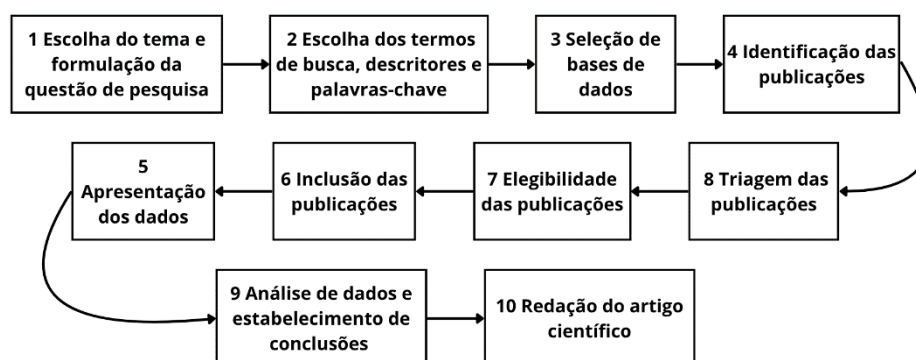 1 Escolha do tema e
formulação da
questão de pesquisa
2 Escolha dos termos
de busca, descritores e
palavras-chave
3 Seleção de
bases de
dados
4 Identificação das
publicações
5
Apresentação
dos dados
6 Inclusão das
publicações
7 Elegibilidade
das publicações
8 Triagem das
publicações
9 Análise de dados e
estabelecimento de
conclusões
10 Redação do artigo
científico